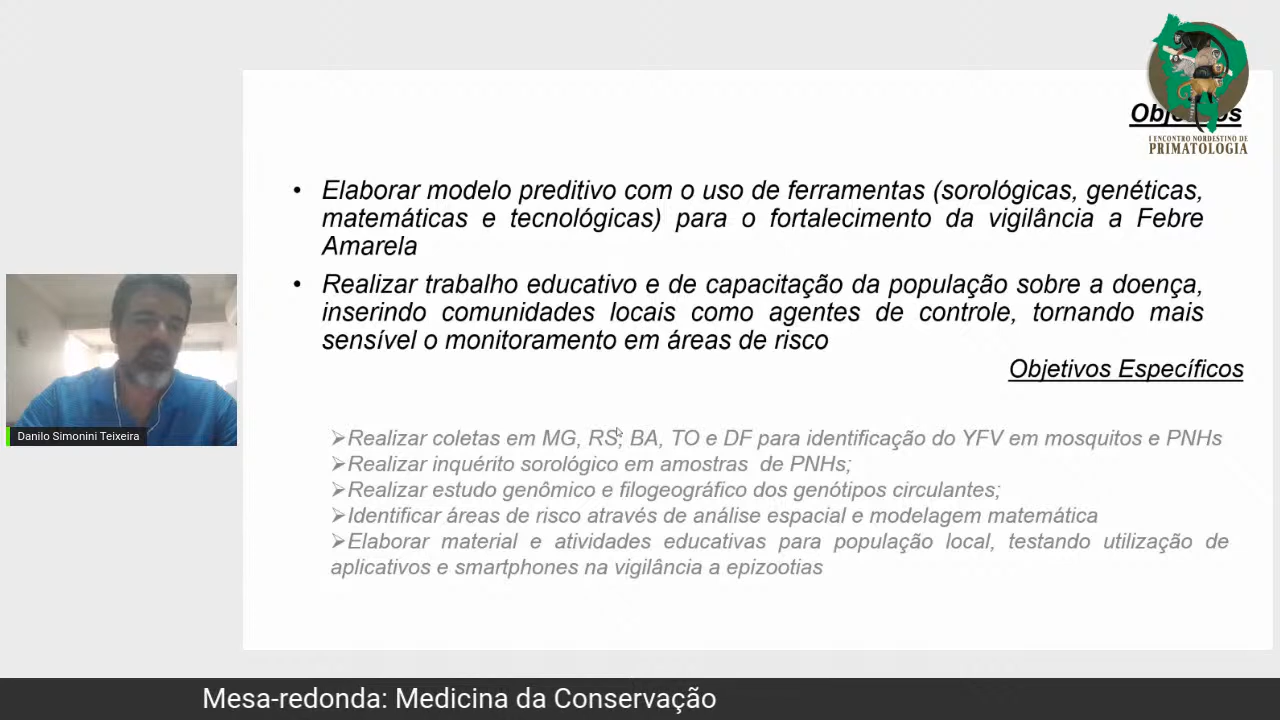 Objetivos
I ENCONTRO NORDESTINO DE
PRIMATOLOGIA
• Elaborar modelo preditivo com o uso de ferramentas (sorológicas, genéticas,
matemáticas e tecnológicas) para o fortalecimento da vigilância a Febre
Amarela
• Realizar trabalho educativo e de capacitação da população sobre a doença,
inserindo comunidades locais como agentes de controle, tornando mais
sensível o monitoramento em áreas de risco
Objetivos Específicos
➢Realizar coletas em MG, RS, BA, TO e DF para identificação do YFV em mosquitos e PNHs
➢Realizar inquérito sorológico em amostras de PNHs;
➢Realizar estudo genômico e filogeográfico dos genótipos circulantes;
➢Identificar áreas de risco através de análise espacial e modelagem matemática
➢Elaborar material e atividades educativas para população local, testando utilização de
aplicativos e smartphones na vigilância a epizootias
Danilo Simonini Teixeira
Mesa-redonda: Medicina da Conservação